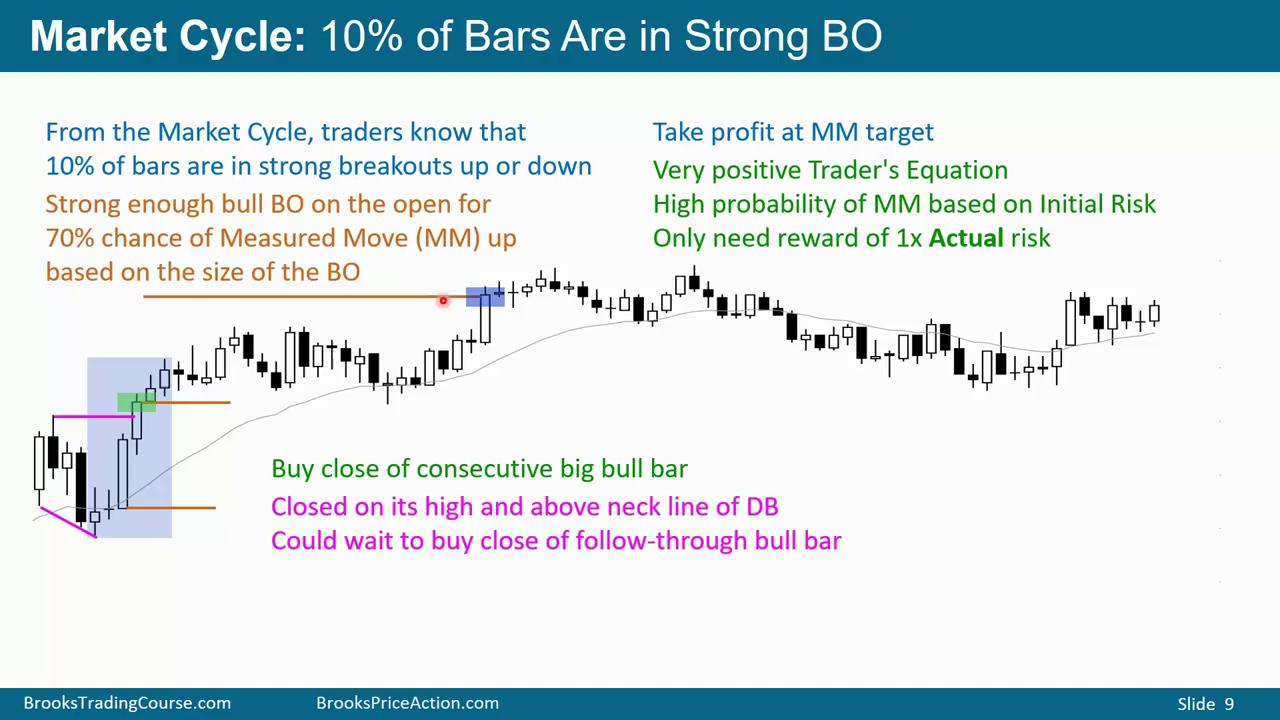 Market Cycle: 10% of Bars Are in Strong BO
From the Market Cycle, traders know that
10% of bars are in strong breakouts up or down
Strong enough bull BO on the open for
70% chance of Measured Move (MM) up
based on the size of the BO
Take profit at MM target
Very positive Trader's Equation
High probability of MM based on Initial Risk
Only need reward of 1x Actual risk
Buy close of consecutive big bull bar
Closed on its high and above neck line of DB
Could wait to buy close of follow-through bull bar
BrooksTradingCourse.com
BrooksPriceAction.com
Slide 9